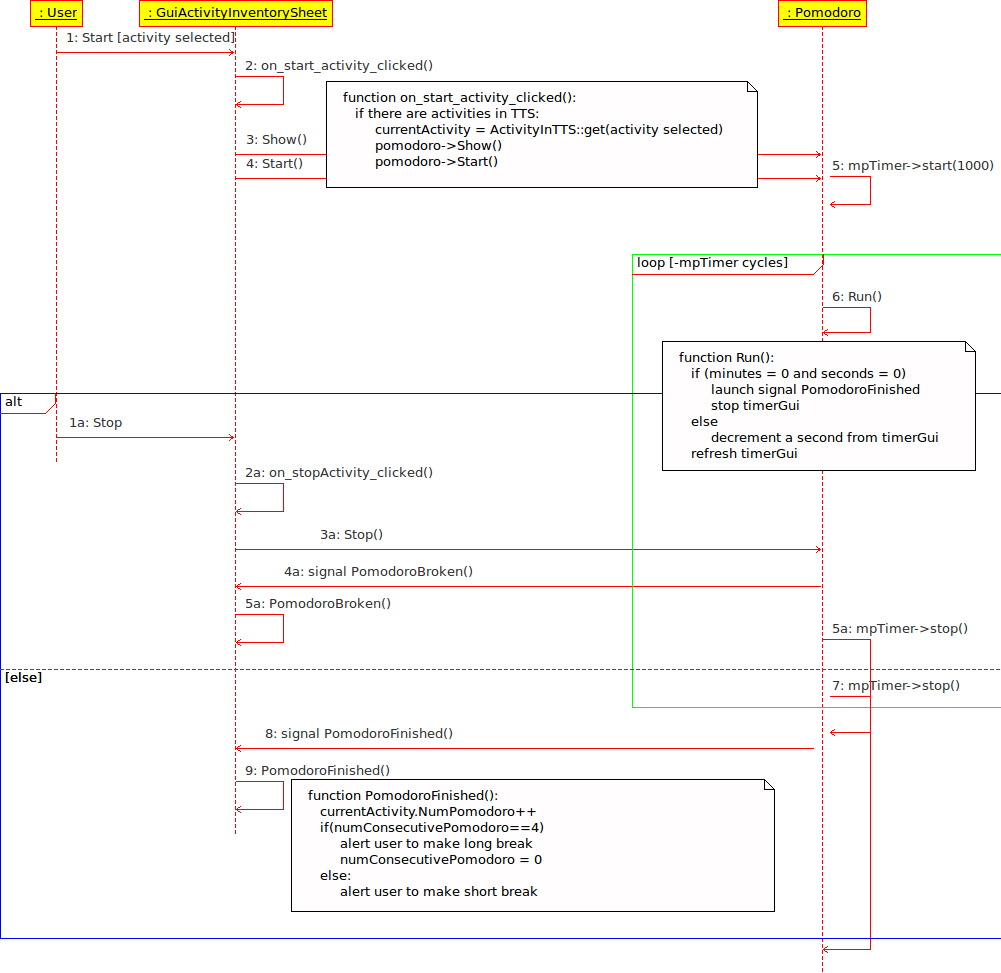 : User
: GuiActivityInventorySheet
: Pomodoro
1: Start [activity selected]
2: on_start_activity_clicked()
function on_start_activity_clicked():
if there are activities in TTS:
currentActivity = ActivityInTTS::get(activity selected)
pomodoro->Show()
pomodoro->Start()
3: Show()
4: Start()
5: mpTimer->start(1000)
loop [-mpTimer cycles]
6: Run()
function Run():
if (minutes = 0 and seconds = 0)
launch signal PomodoroFinished
stop timerGui
else
decrement a second from timerGui
refresh timerGui
alt
1a: Stop
2a: on_stopActivity_clicked()
3a: Stop()
4a: signal PomodoroBroken()
5a: PomodoroBroken()
5a: mpTimer->stop()
[else]
7: mpTimer->stop()
8: signal PomodoroFinished()
9: PomodoroFinished()
function PomodoroFinished():
currentActivity.NumPomodoro++
if(numConsecutivePomodoro==4)
alert user to make long break
numConsecutivePomodoro = 0
else:
alert user to make short break